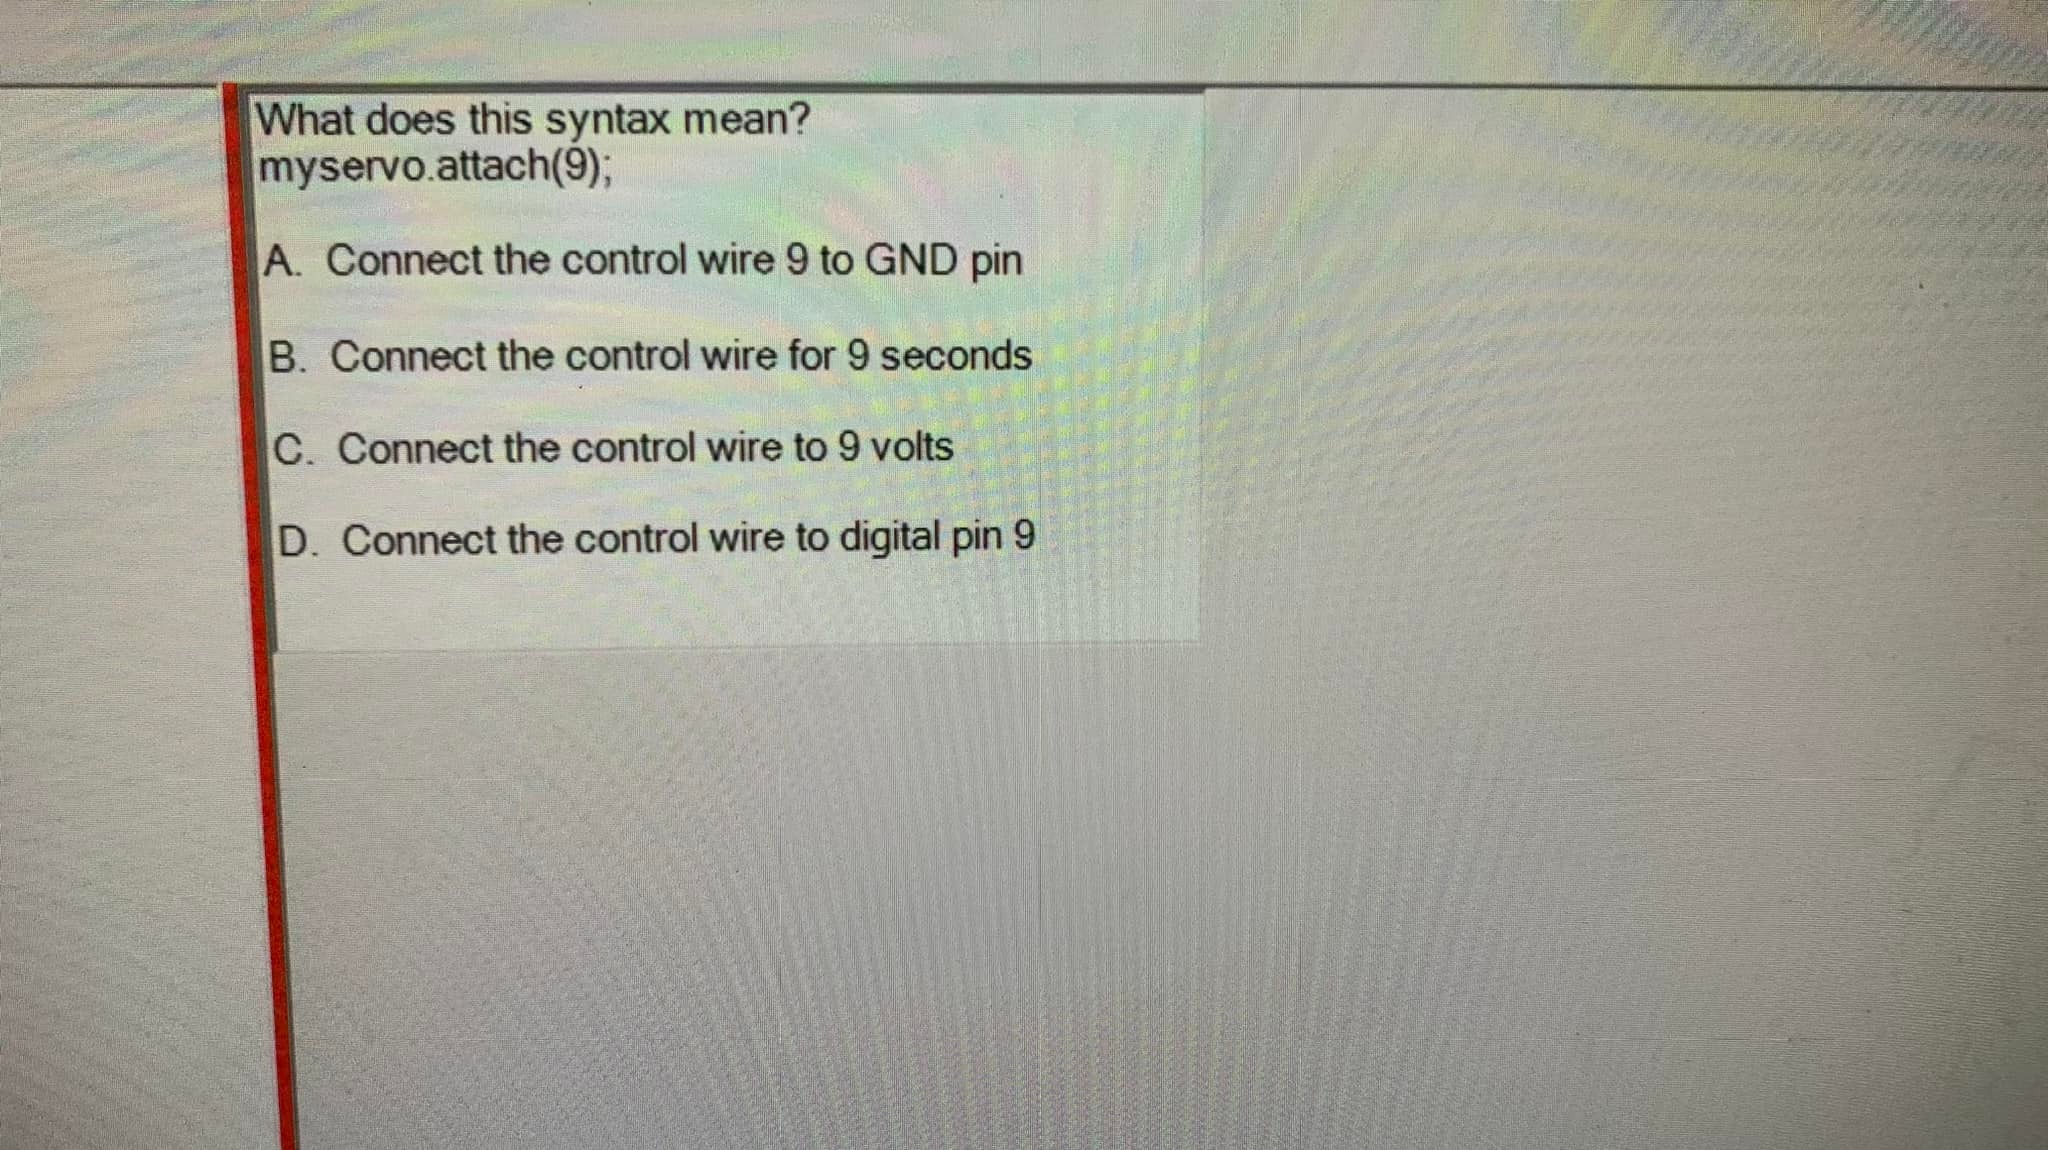 What does this syntax mean?
myservo.attach(9);
A. Connect the control wire 9 to GND pin
B. Connect the control wire for 9 seconds
C. Connect the control wire to 9 volts
D. Connect the control wire to digital pin 9